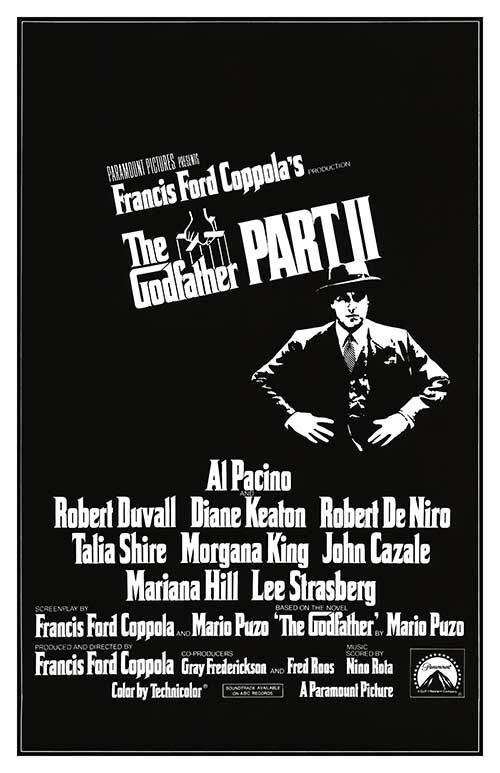 PARAMOUNT PICTURES PRESENTS
Francis Ford Coppola's PRODUCTION
The Godfather PART II
Al Pacino
AND
Robert Duvall Diane Keaton Robert De Niro
Talia Shire Morgana King John Cazale
Mariana Hill Lee Strasberg
SCREENPLAY BY BASED ON THE NOVEL
Francis Ford Coppola AND Mario Puzo 'The Godfather' BY Mario Puzo
PRODUCED AND DIRECTED BY CO-PRODUCERS MUSIC SCORED BY
Francis Ford Coppola Gray Frederickson AND Fred Roos Nino Rota
Color by Technicolor® SOUNDTRACK AVAILABLE ON ABC RECORDS A Paramount Picture
Paramount
A Gulf+Western Company